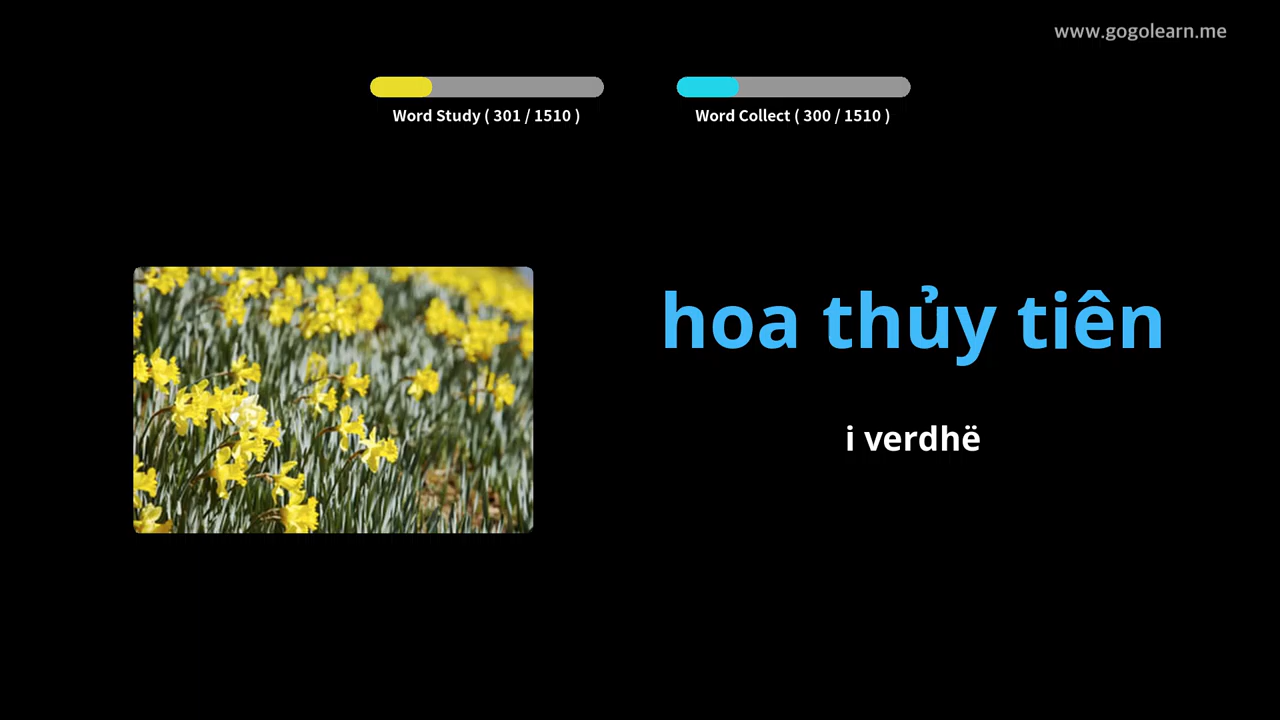 www.gogolearn.me
Word Study ( 301 / 1510 )
Word Collect ( 300 / 1510 )
hoa thủy tiên
i verdhë